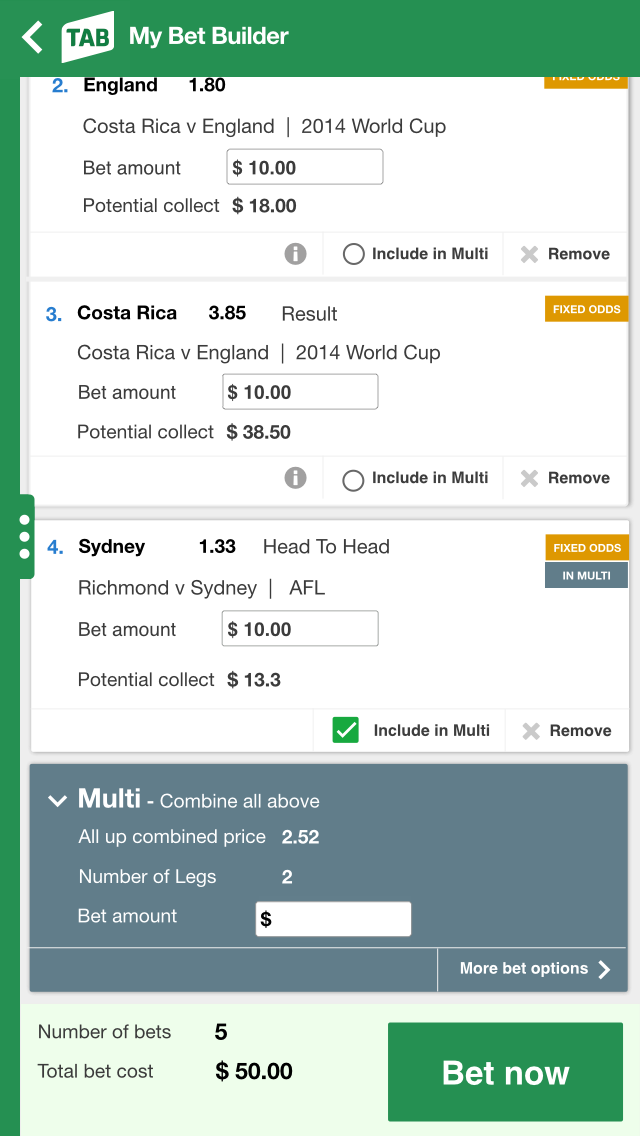 TAB My Bet Builder
2. England 1.80 FIXED ODDS
Costa Rica v England | 2014 World Cup
Bet amount $ 10.00
Potential collect $ 18.00
i Include in Multi Remove
3. Costa Rica 3.85 Result FIXED ODDS
Costa Rica v England | 2014 World Cup
Bet amount $ 10.00
Potential collect $ 38.50
i Include in Multi Remove
4. Sydney 1.33 Head To Head FIXED ODDS
IN MULTI
Richmond v Sydney | AFL
Bet amount $ 10.00
Potential collect $ 13.3
Include in Multi Remove
Multi - Combine all above
All up combined price 2.52
Number of Legs 2
Bet amount $
More bet options
Number of bets 5
Total bet cost $ 50.00
Bet now